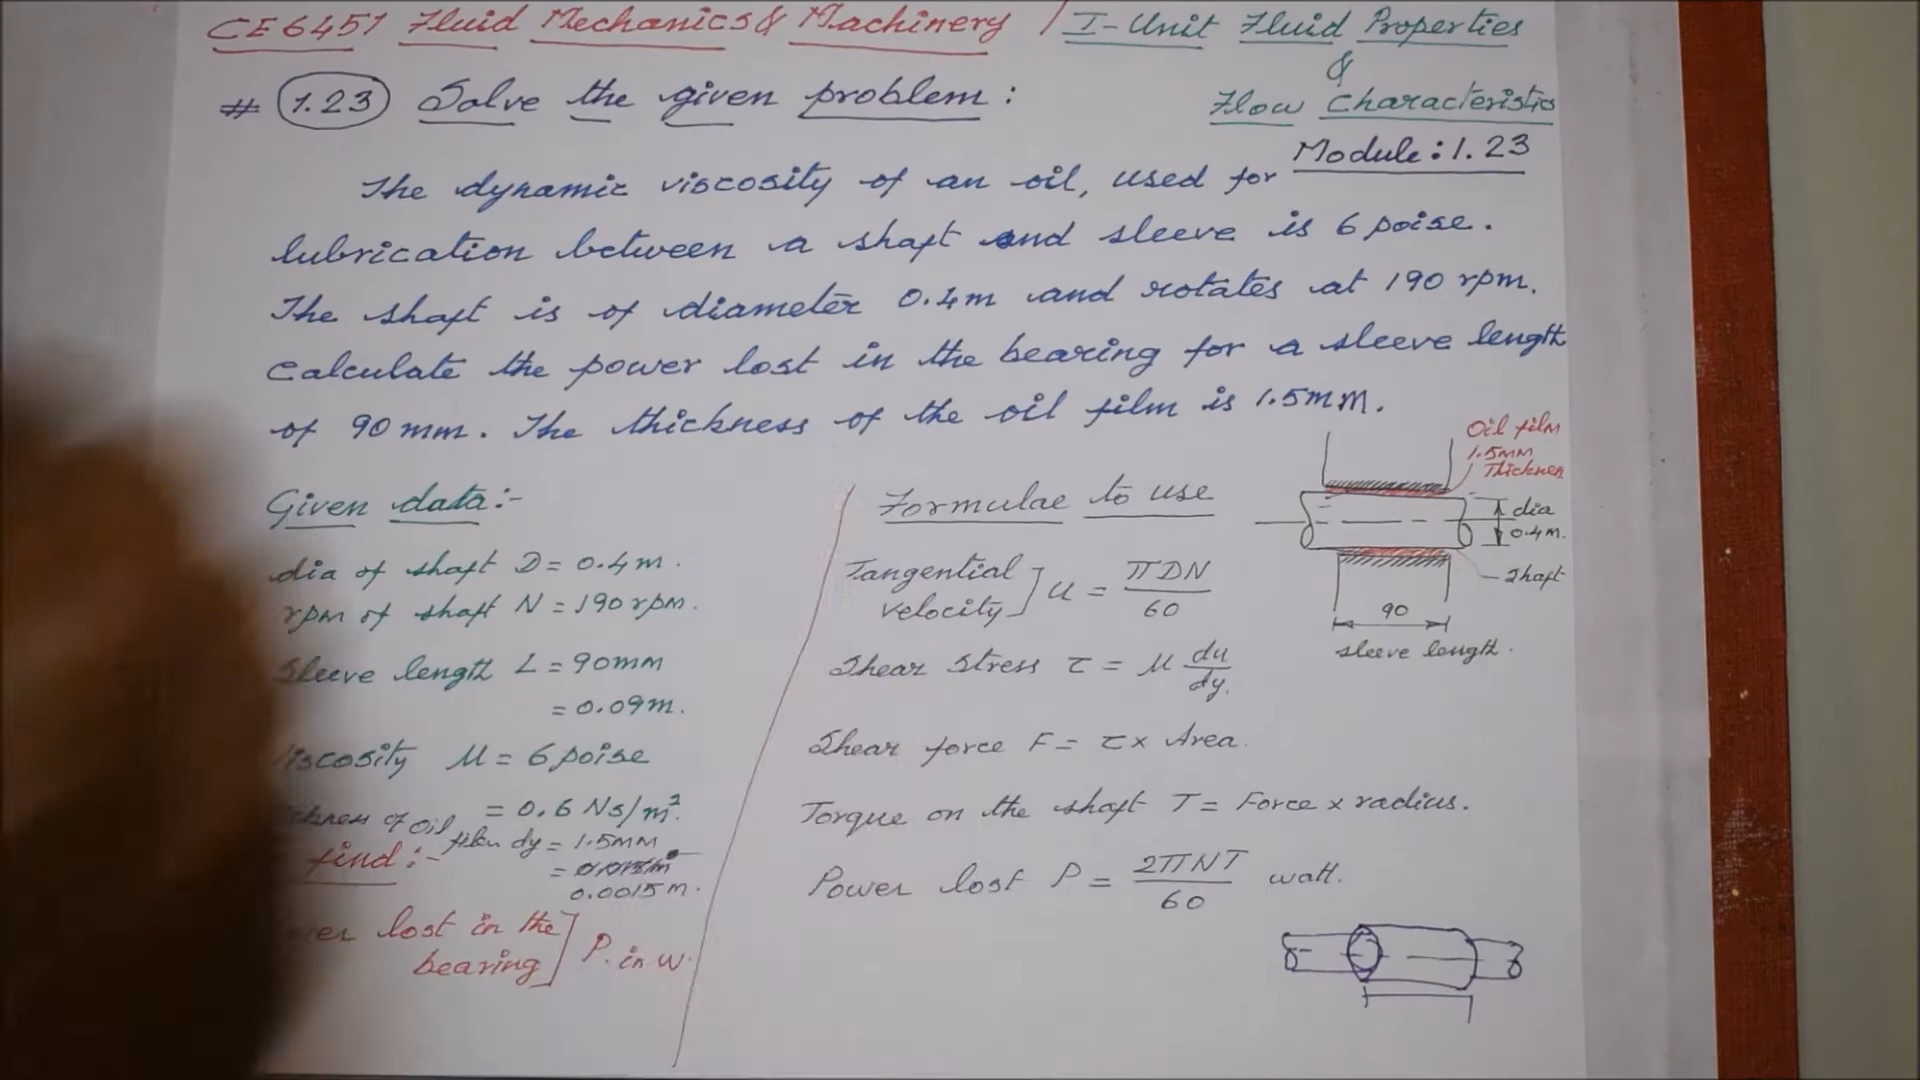 CE6451 Fluid Mechanics & Machinery / I-Unit Fluid Properties
&
Flow Characteristics
# 1.23 Solve the given problem:
Module: 1.23
The dynamic viscosity of an oil, used for
lubrication between a shaft and sleeve is 6 poise.
The shaft is of diameter 0.4m and rotates at 190 rpm.
Calculate the power lost in the bearing for a sleeve length
of 90 mm. The thickness of the oil film is 1.5mm.
Given data:-
dia of shaft D = 0.4m.
rpm of shaft N = 190 rpm.
Sleeve length L = 90mm
= 0.09m.
viscosity μ = 6 poise
= 0.6 Ns/m².
of oil
film dy = 1.5mm
=
0.0015m.
find:-
lost in the
bearing] P. in w.
Formulae to use
Tangential
velocity] u = πDN/60
Shear Stress τ = μ du/dy.
Shear force F = τ x Area.
Torque on the shaft T = Force x radius.
Power lost P = 2πNT/60 watt.
Oil film
1.5mm
Thicknes
dia
0.4m.
Shaft
90
sleeve length.